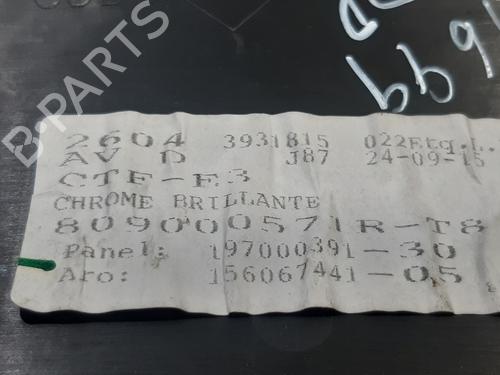 2604 3931815 022Etq.L.
AV D J87 24-09-15
CTF-E3
CHROME BRILLANTE
809000571R-T8
Panel: 197000391-30
Aro: 156067441-05
B-PARTS